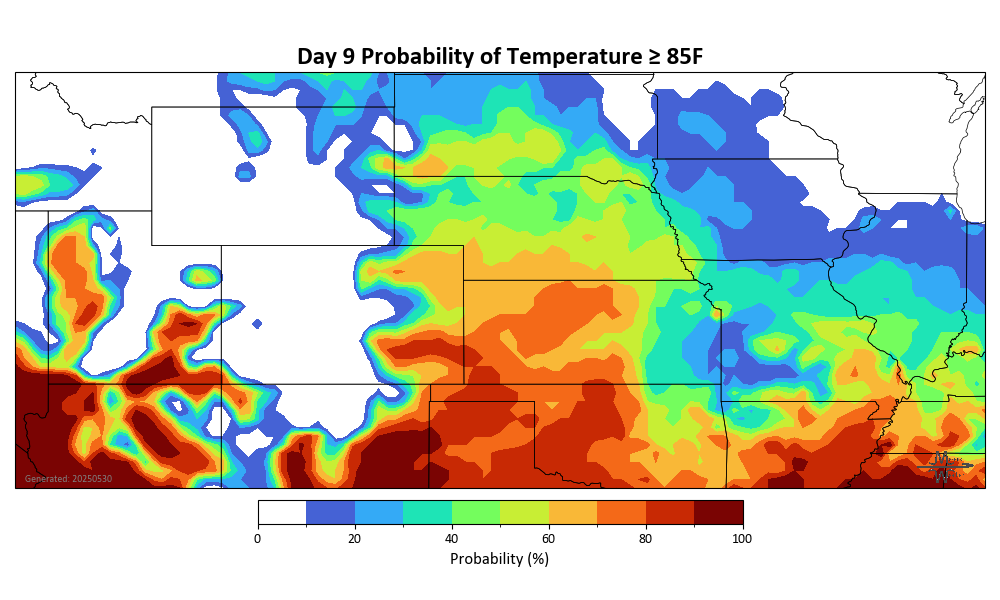 Day 9 Probability of Temperature ≥ 85F
Generated: 20250530
0 20 40 60 80 100
Probability (%)